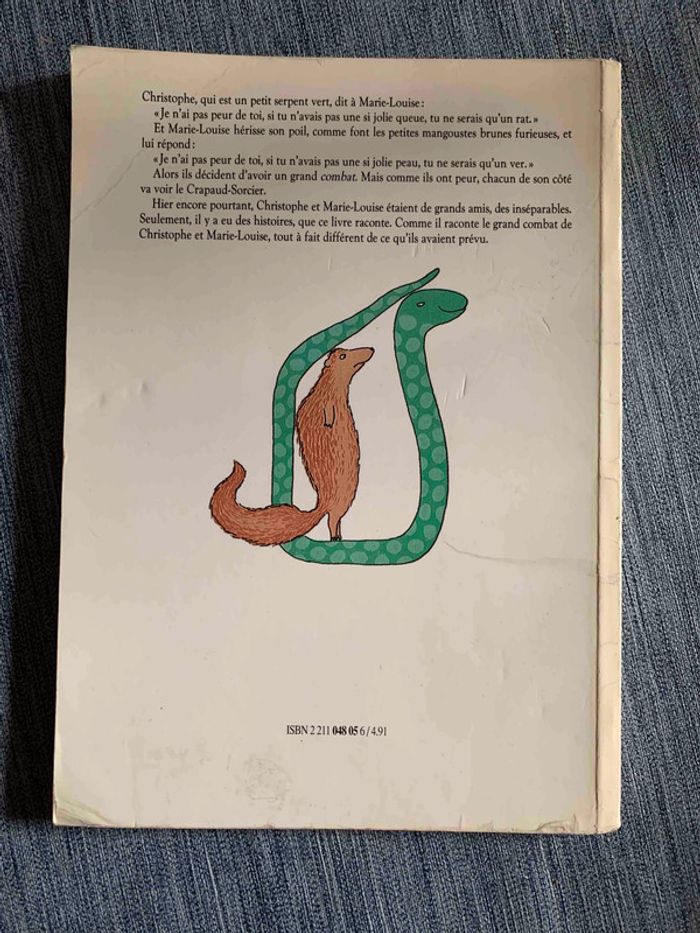 Christophe, qui est un petit serpent vert, dit à Marie-Louise :
«Je n'ai pas peur de toi, si tu n'avais pas une si jolie queue, tu ne serais qu'un rat.»
Et Marie-Louise hérisse son poil, comme font les petites mangoustes brunes furieuses, et
lui répond :
«Je n'ai pas peur de toi, si tu n'avais pas une si jolie peau, tu ne serais qu'un ver.»
Alors ils décident d'avoir un grand combat. Mais comme ils ont peur, chacun de son côté
va voir le Crapaud-Sorcier.
Hier encore pourtant, Christophe et Marie-Louise étaient de grands amis, des inséparables.
Seulement, il y a eu des histoires, que ce livre raconte. Comme il raconte le grand combat de
Christophe et Marie-Louise, tout à fait différent de ce qu'ils avaient prévu.
ISBN 2 211 048 05 6 / 4.91